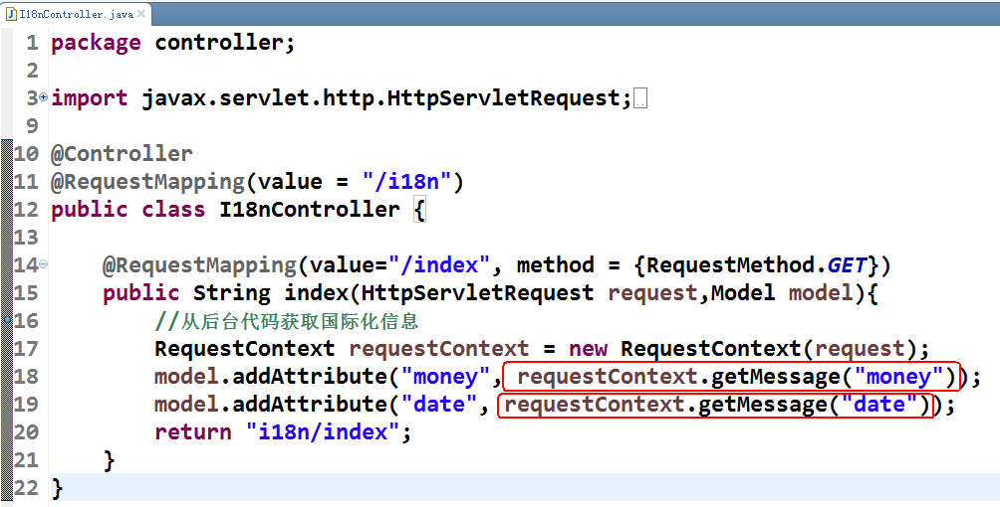 I18nController.java
1 package controller;
2
3 import javax.servlet.http.HttpServletRequest;
9
10 @Controller
11 @RequestMapping(value = "/i18n")
12 public class I18nController {
13
14 @RequestMapping(value="/index", method = {RequestMethod.GET})
15 public String index(HttpServletRequest request,Model model){
16 //从后台代码获取国际化信息
17 RequestContext requestContext = new RequestContext(request);
18 model.addAttribute("money", requestContext.getMessage("money"));
19 model.addAttribute("date", requestContext.getMessage("date"));
20 return "i18n/index";
21 }
22 }